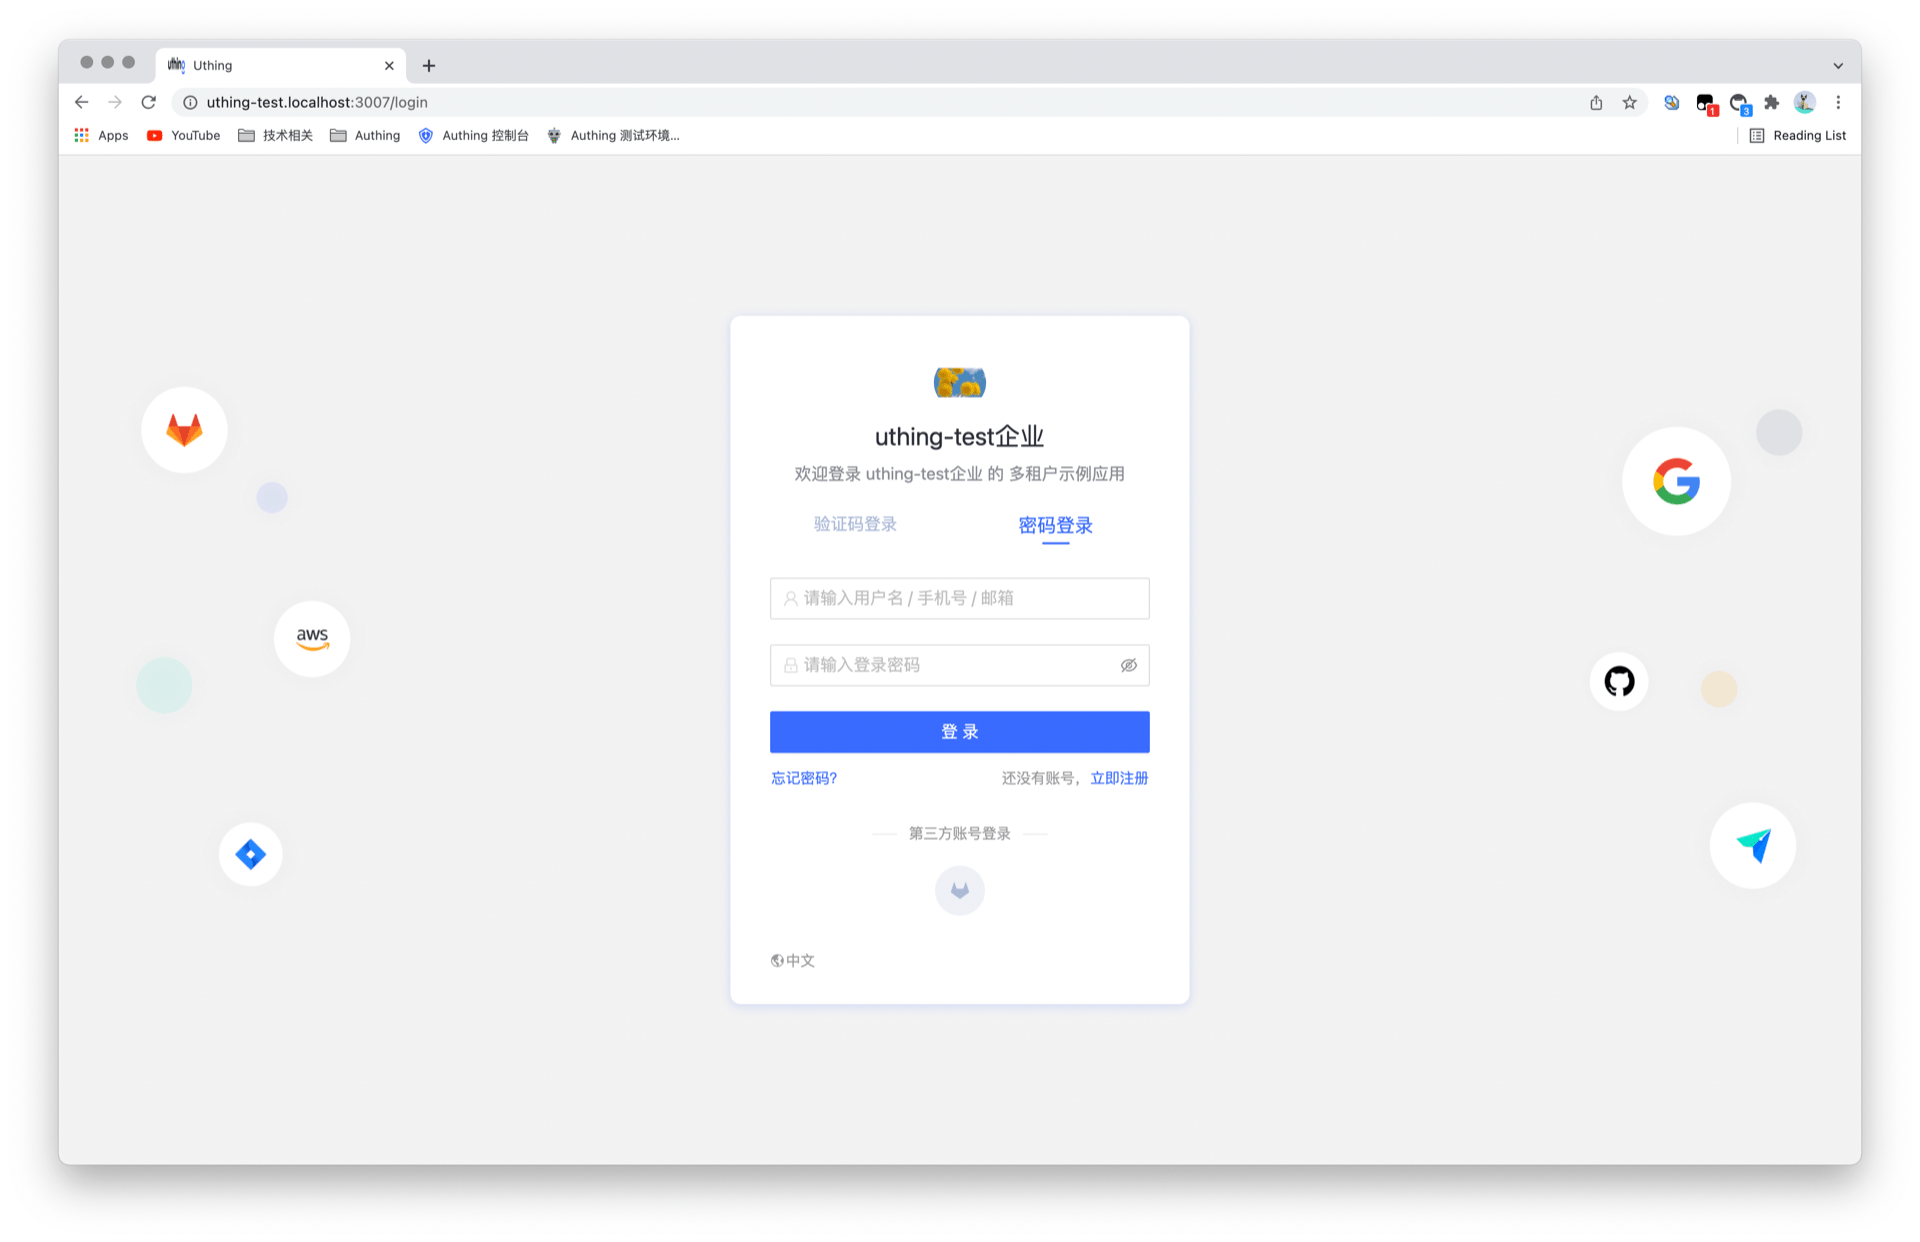 uthing Uthing
uthing-test.localhost:3007/login
1 3
Apps YouTube 技术相关 Authing Authing 控制台 Authing 测试环境... Reading List
uthing-test企业
欢迎登录 uthing-test企业 的 多租户示例应用
验证码登录 密码登录
请输入用户名 / 手机号 / 邮箱
请输入登录密码
登 录
忘记密码? 还没有账号，立即注册
第三方账号登录
中文
aws